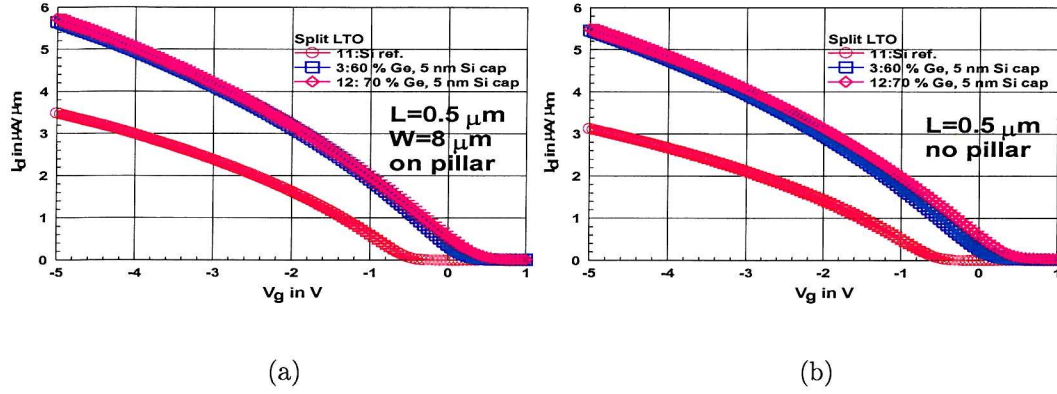 6
5
4
3
2
1
0
I_d in μA/μm
Split LTO
11:Si ref.
3:60 % Ge, 5 nm Si cap
12: 70 % Ge, 5 nm Si cap
L=0.5 μm
W=8 μm
on pillar
-5 -4 -3 -2 -1 0 1
V_g in V
(a)
6
5
4
3
2
1
0
I_d in μA/μm
Split LTO
11:Si ref.
3:60 % Ge, 5 nm Si cap
12:70 % Ge, 5 nm Si cap
L=0.5 μm
no pillar
-5 -4 -3 -2 -1 0 1
V_g in V
(b)